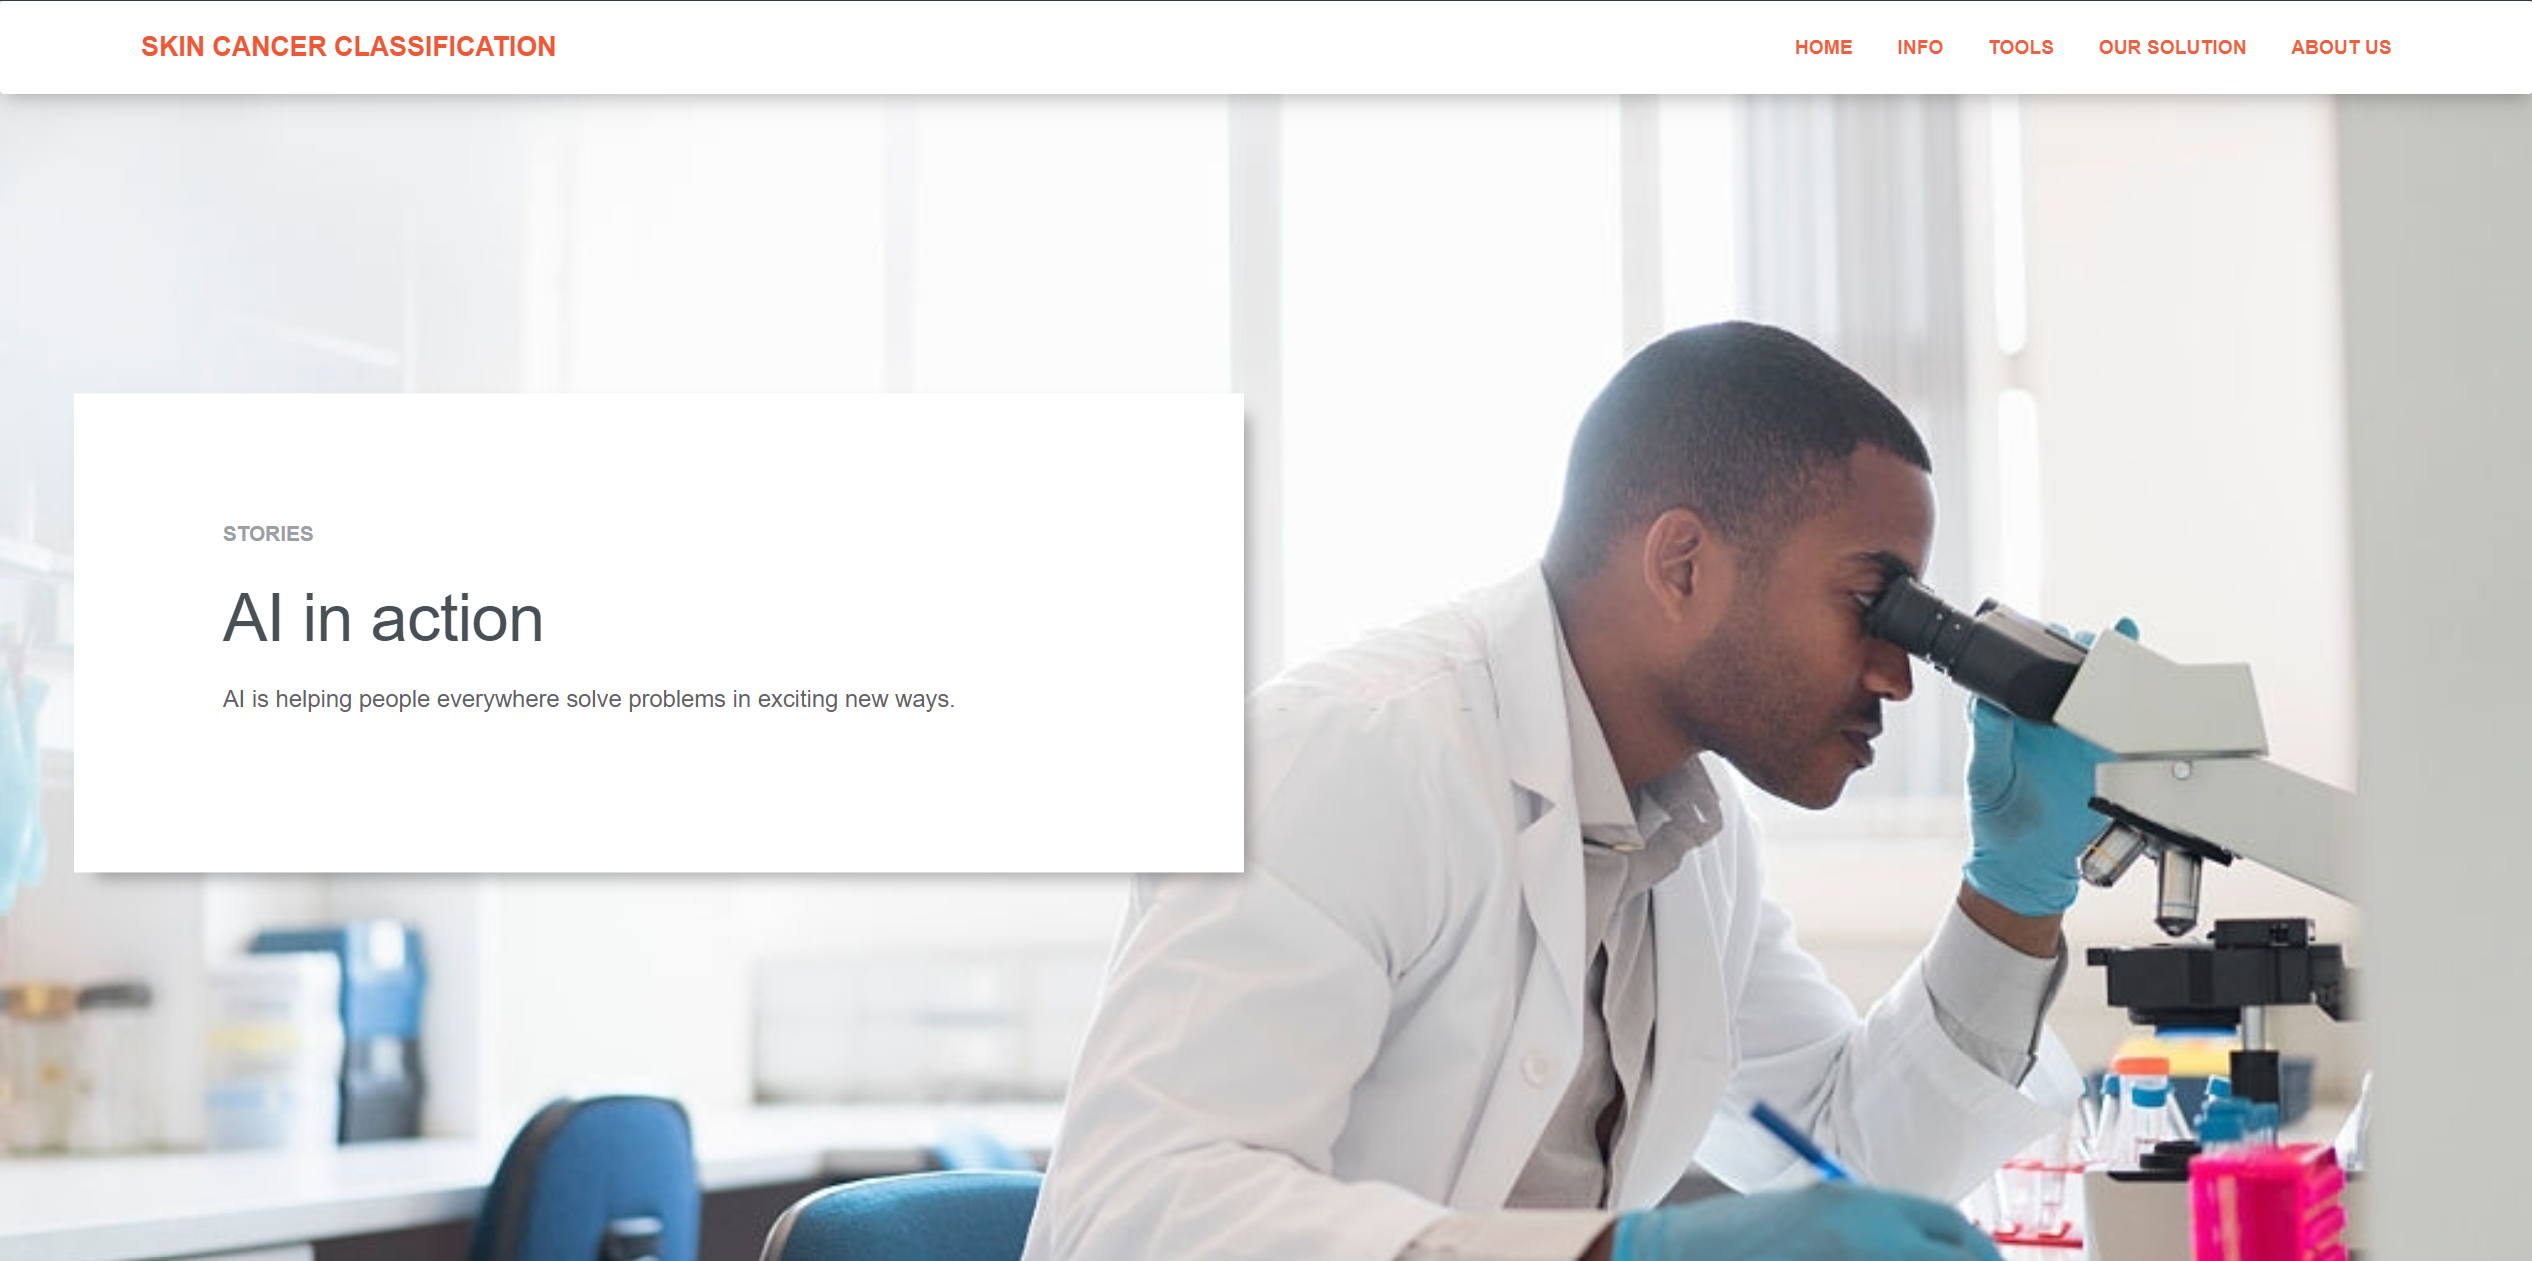 SKIN CANCER CLASSIFICATION
HOME INFO TOOLS OUR SOLUTION ABOUT US
STORIES
AI in action
AI is helping people everywhere solve problems in exciting new ways.